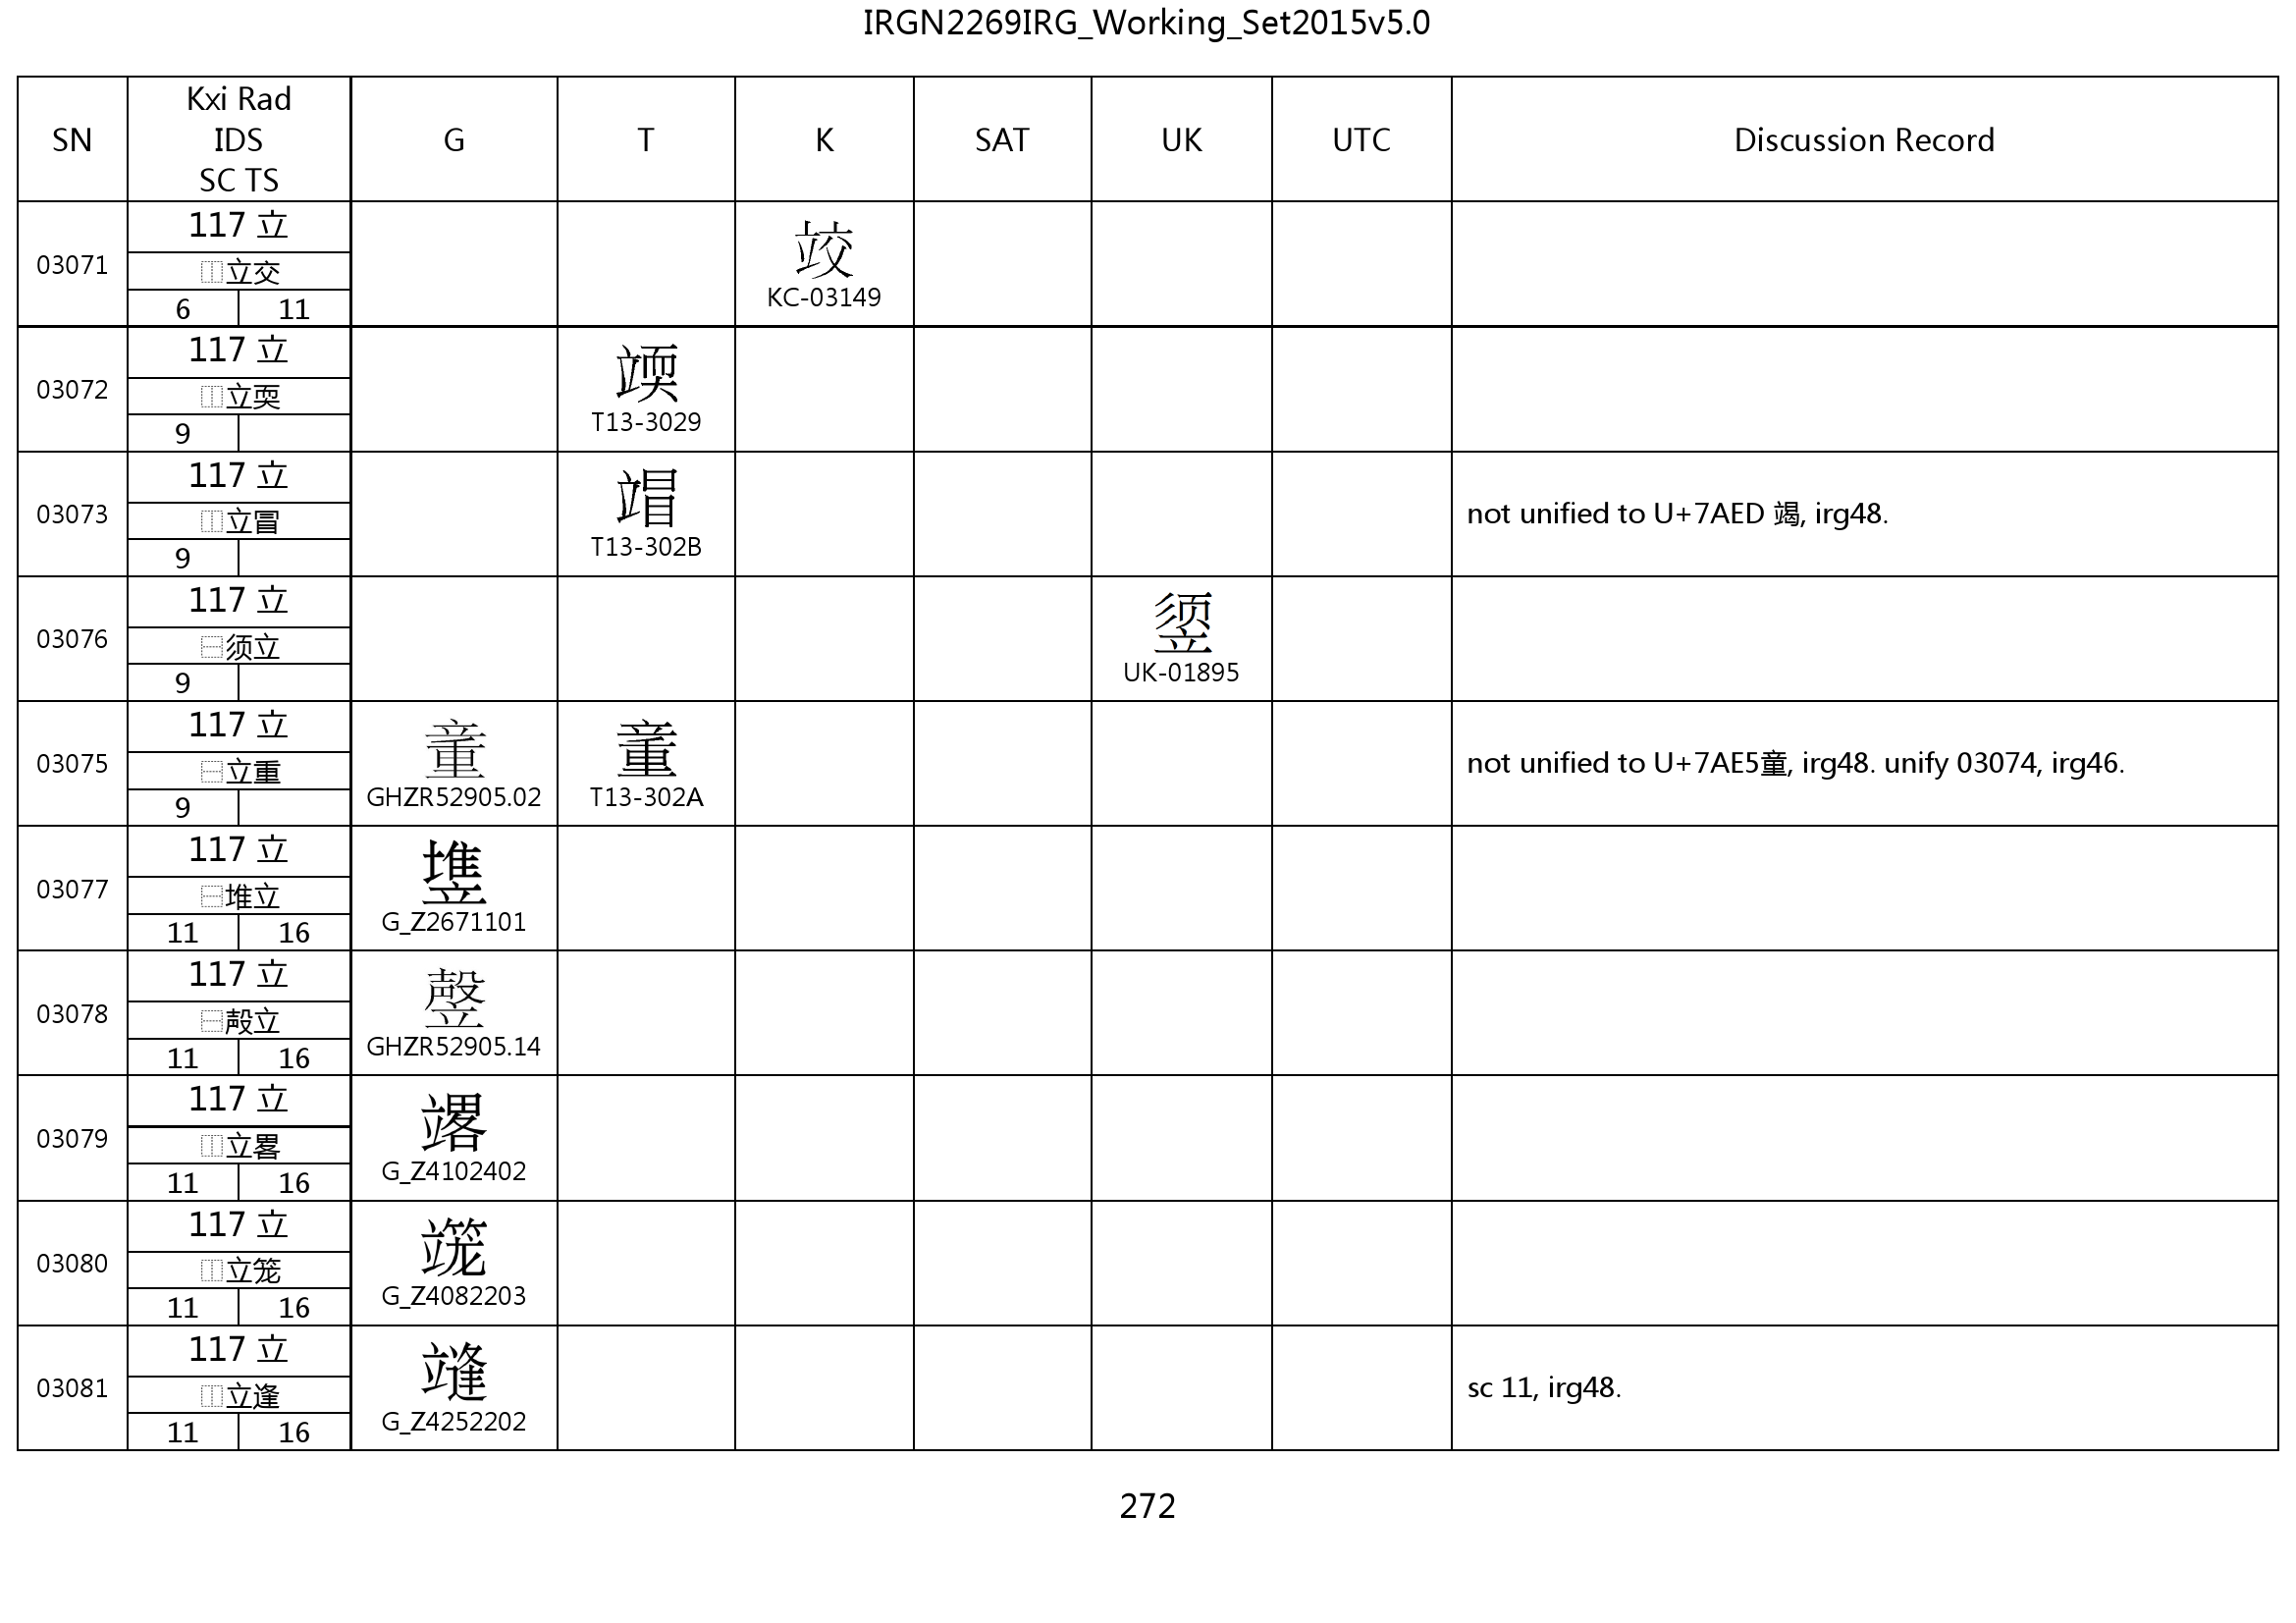 IRGN2269IRG_Working_Set2015v5.0
SN Kxi Rad IDS SC TS G T K SAT UK UTC Discussion Record
117 立
03071 ⿰立交 竐 KC-03149
6 11
117 立
03072 ⿰立耎 T13-3029
9
117 立
03073 ⿰立冒 T13-302B not unified to U+7AED 竭, irg48.
9
117 立
03076 ⿱须立 UK-01895
9
117 立
03075 ⿱立重 GHZR52905.02 T13-302A not unified to U+7AE5童, irg48. unify 03074, irg46.
9
117 立
03077 ⿱堆立 G_Z2671101
11 16
117 立
03078 ⿱殸立 GHZR52905.14
11 16
117 立
03079 ⿰立畧 G_Z4102402
11 16
117 立
03080 ⿰立笼 G_Z4082203
11 16
117 立
03081 ⿰立逢 G_Z4252202 sc 11, irg48.
11 16
272